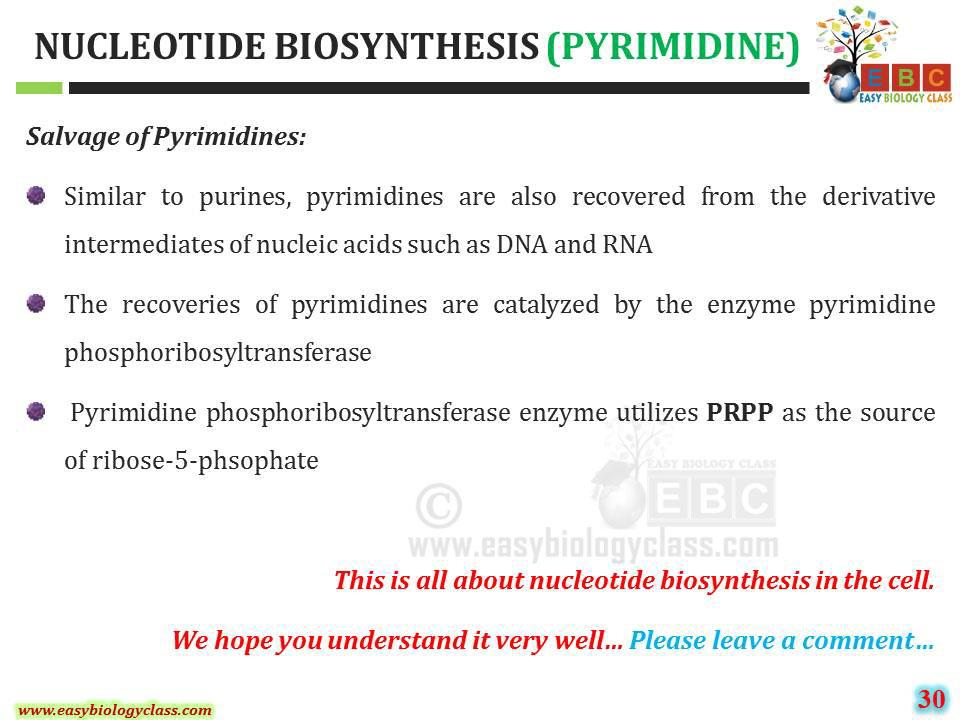 NUCLEOTIDE BIOSYNTHESIS (PYRIMIDINE)
E B C
EASY BIOLOGY CLASS
Salvage of Pyrimidines:
Similar to purines, pyrimidines are also recovered from the derivative
intermediates of nucleic acids such as DNA and RNA
The recoveries of pyrimidines are catalyzed by the enzyme pyrimidine
phosphoribosyltransferase
Pyrimidine phosphoribosyltransferase enzyme utilizes PRPP as the source
of ribose-5-phsophate
EASY BIOLOGY CLASS
© E B C
www.easybiologyclass.com
This is all about nucleotide biosynthesis in the cell.
We hope you understand it very well... Please leave a comment...
www.easybiologyclass.com
30